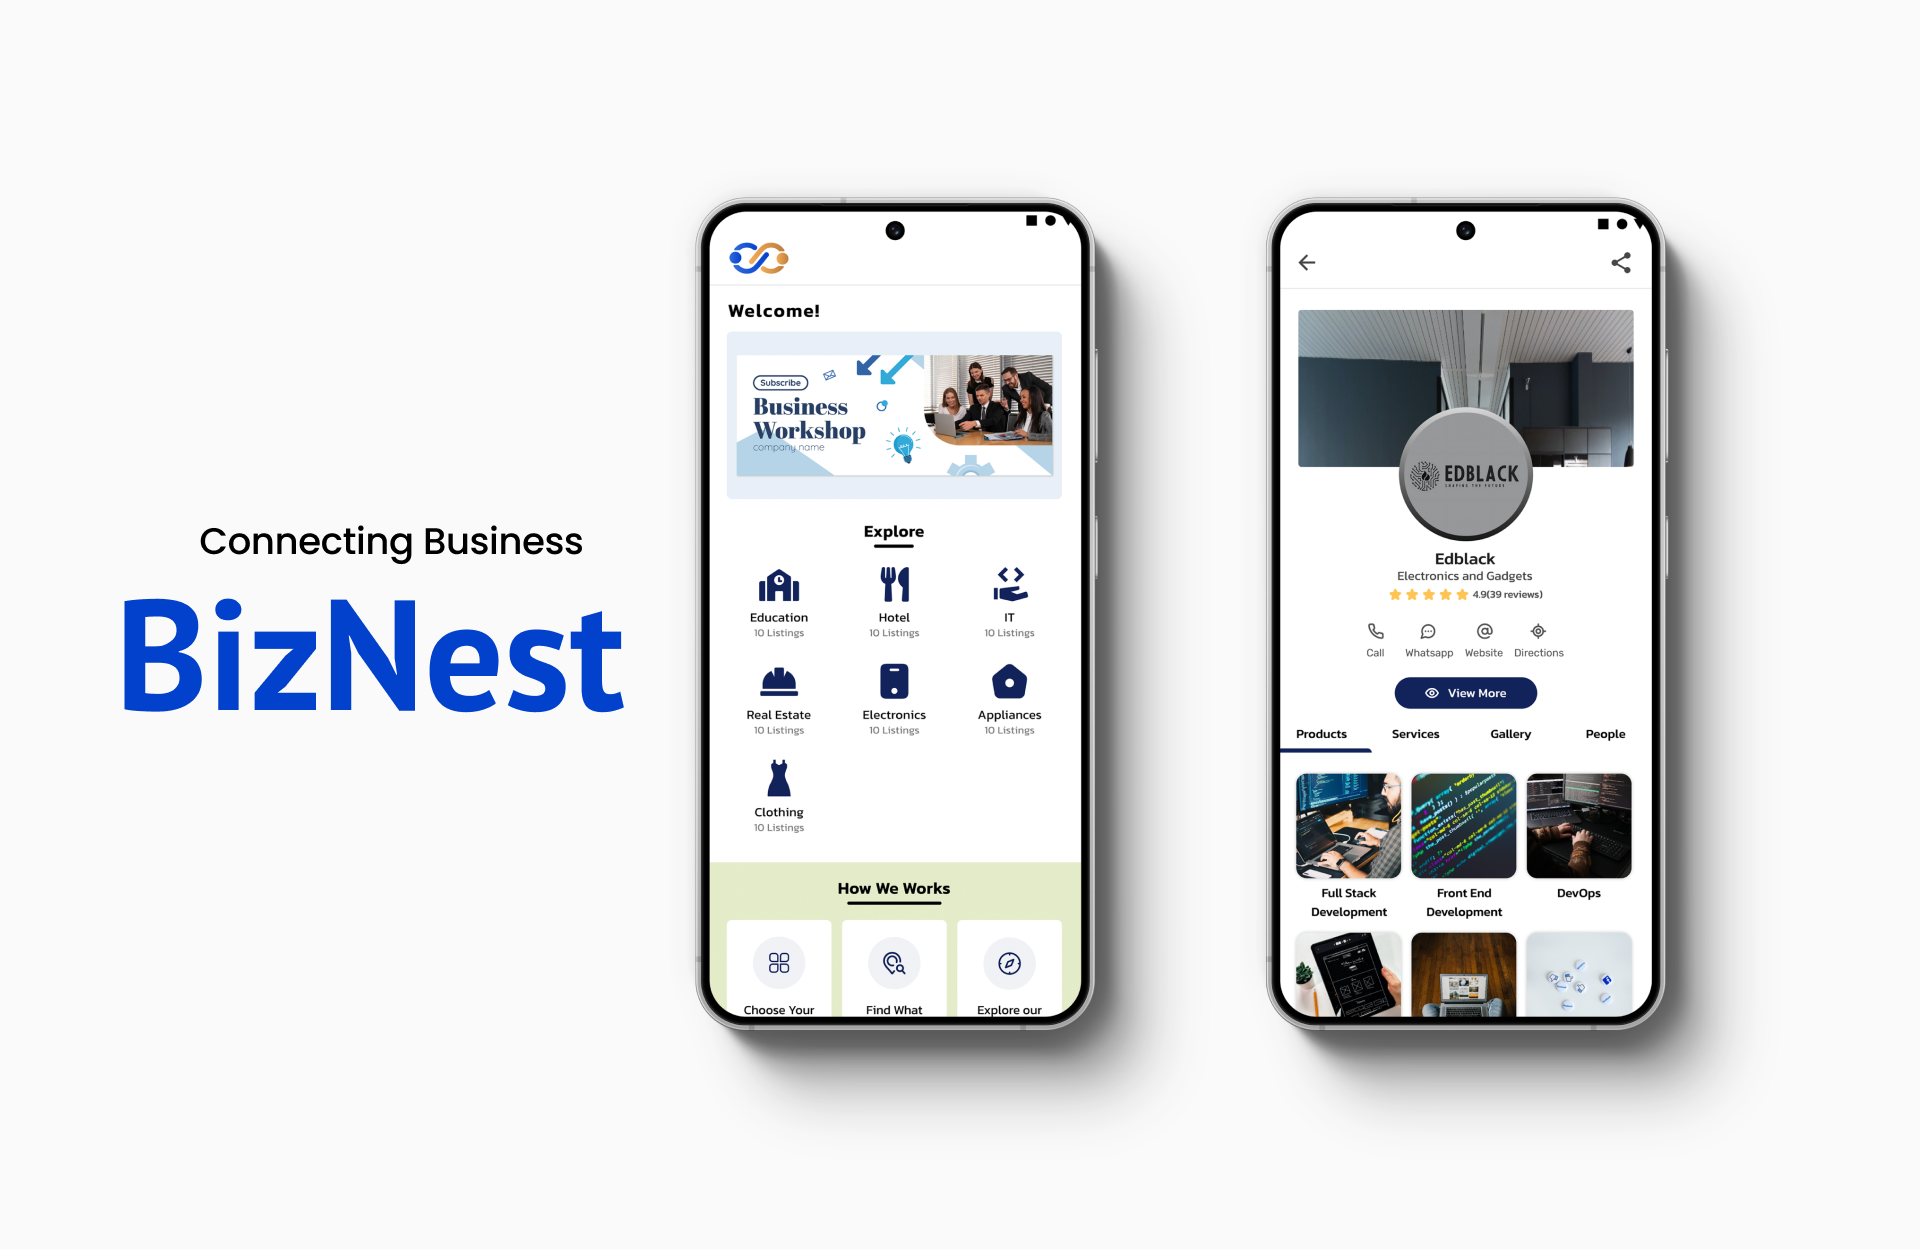 Connecting Business
BizNest
Welcome!
Subscribe
Business
Workshop
company name
Explore
Education
10 Listings
Hotel
10 Listings
IT
10 Listings
Real Estate
10 Listings
Electronics
10 Listings
Appliances
10 Listings
Clothing
10 Listings
How We Works
Choose Your
Find What
Explore our
EDBLACK
SHAPING THE FUTURE
Edblack
Electronics and Gadgets
4.9(39 reviews)
Call
Whatsapp
Website
Directions
View More
Products
Services
Gallery
People
Full Stack
Development
Front End
Development
DevOps